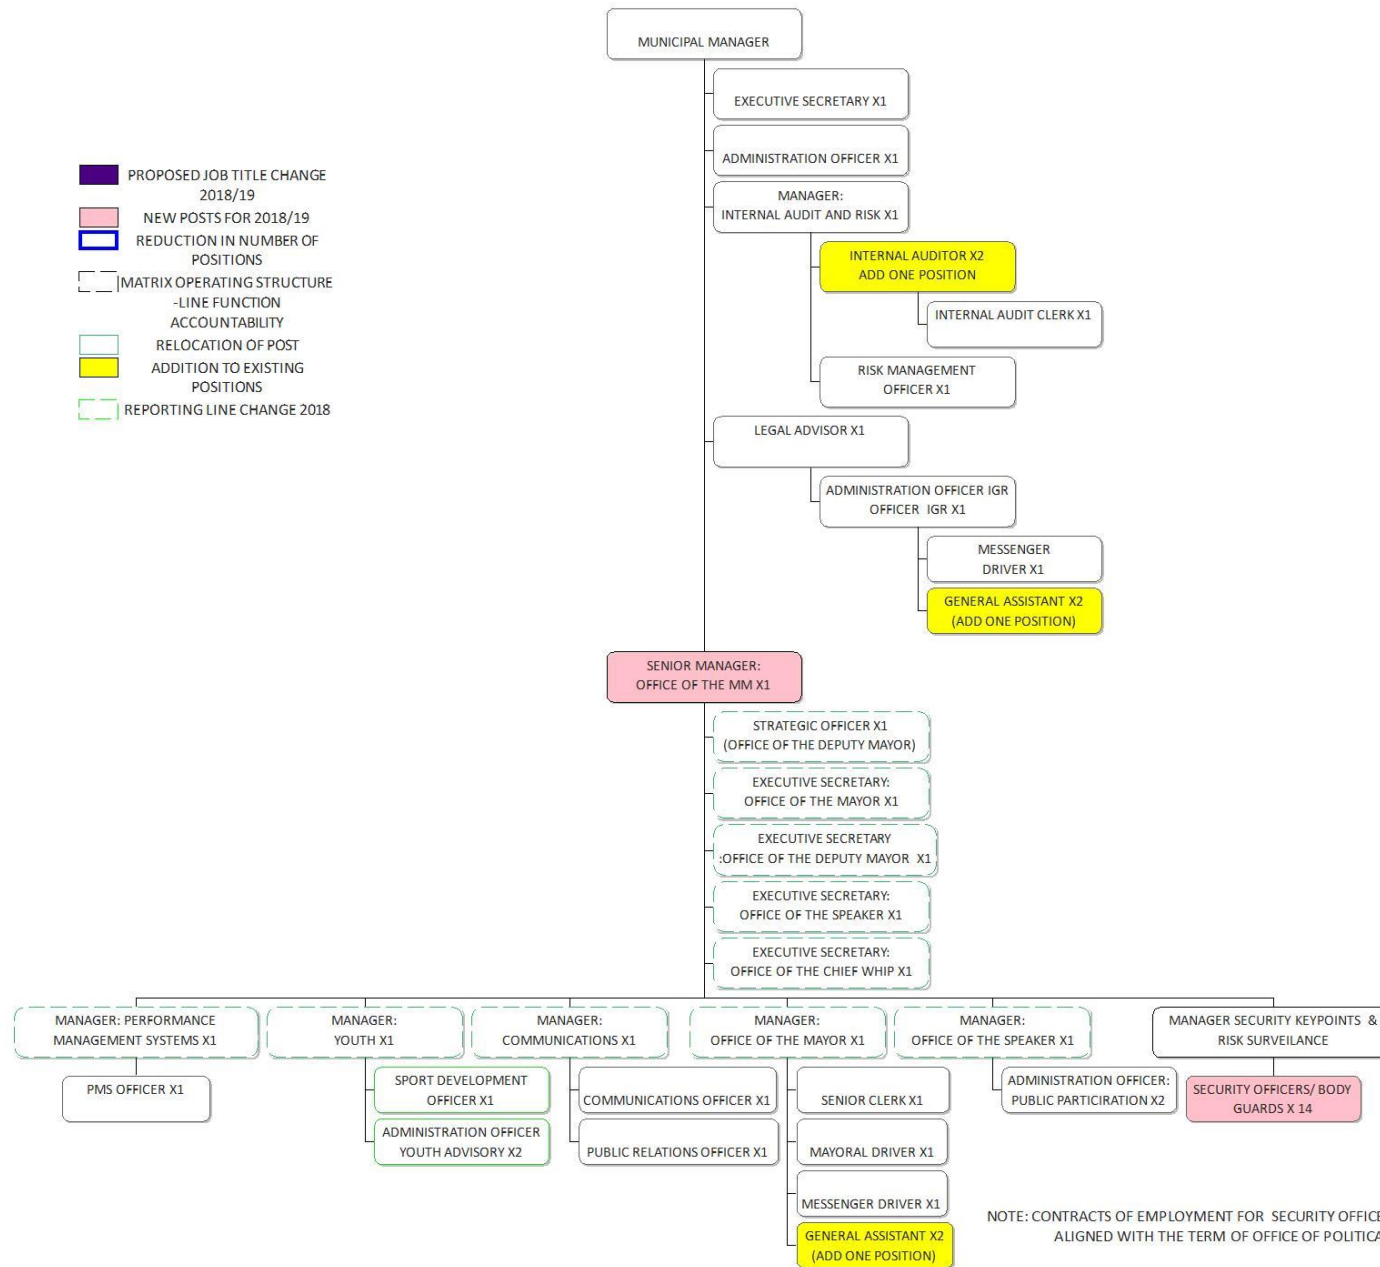 MUNICIPAL MANAGER
EXECUTIVE SECRETARY X1
ADMINISTRATION OFFICER X1
MANAGER:
INTERNAL AUDIT AND RISK X1
INTERNAL AUDITOR X2
ADD ONE POSITION
INTERNAL AUDIT CLERK X1
RISK MANAGEMENT
OFFICER X1
LEGAL ADVISOR X1
ADMINISTRATION OFFICER IGR
OFFICER IGR X1
MESSENGER
DRIVER X1
GENERAL ASSISTANT X2
(ADD ONE POSITION)
PROPOSED JOB TITLE CHANGE
2018/19
NEW POSTS FOR 2018/19
REDUCTION IN NUMBER OF
POSITIONS
MATRIX OPERATING STRUCTURE
-LINE FUNCTION
ACCOUNTABILITY
RELOCATION OF POST
ADDITION TO EXISTING
POSITIONS
REPORTING LINE CHANGE 2018
SENIOR MANAGER:
OFFICE OF THE MM X1
STRATEGIC OFFICER X1
(OFFICE OF THE DEPUTY MAYOR)
EXECUTIVE SECRETARY:
OFFICE OF THE MAYOR X1
EXECUTIVE SECRETARY
:OFFICE OF THE DEPUTY MAYOR X1
EXECUTIVE SECRETARY:
OFFICE OF THE SPEAKER X1
EXECUTIVE SECRETARY:
OFFICE OF THE CHIEF WHIP X1
MANAGER: PERFORMANCE
MANAGEMENT SYSTEMS X1
PMS OFFICER X1
MANAGER:
YOUTH X1
SPORT DEVELOPMENT
OFFICER X1
ADMINISTRATION OFFICER
YOUTH ADVISORY X2
MANAGER:
COMMUNICATIONS X1
COMMUNICATIONS OFFICER X1
PUBLIC RELATIONS OFFICER X1
MANAGER:
OFFICE OF THE MAYOR X1
SENIOR CLERK X1
MAYORAL DRIVER X1
MESSENGER DRIVER X1
GENERAL ASSISTANT X2
(ADD ONE POSITION)
MANAGER:
OFFICE OF THE SPEAKER X1
ADMINISTRATION OFFICER:
PUBLIC PARTICIRATION X2
MANAGER SECURITY KEYPOINTS &
RISK SURVEILANCE
SECURITY OFFICERS/ BODY
GUARDS X 14
NOTE: CONTRACTS OF EMPLOYMENT FOR SECURITY OFFICE
ALIGNED WITH THE TERM OF OFFICE OF POLITICA